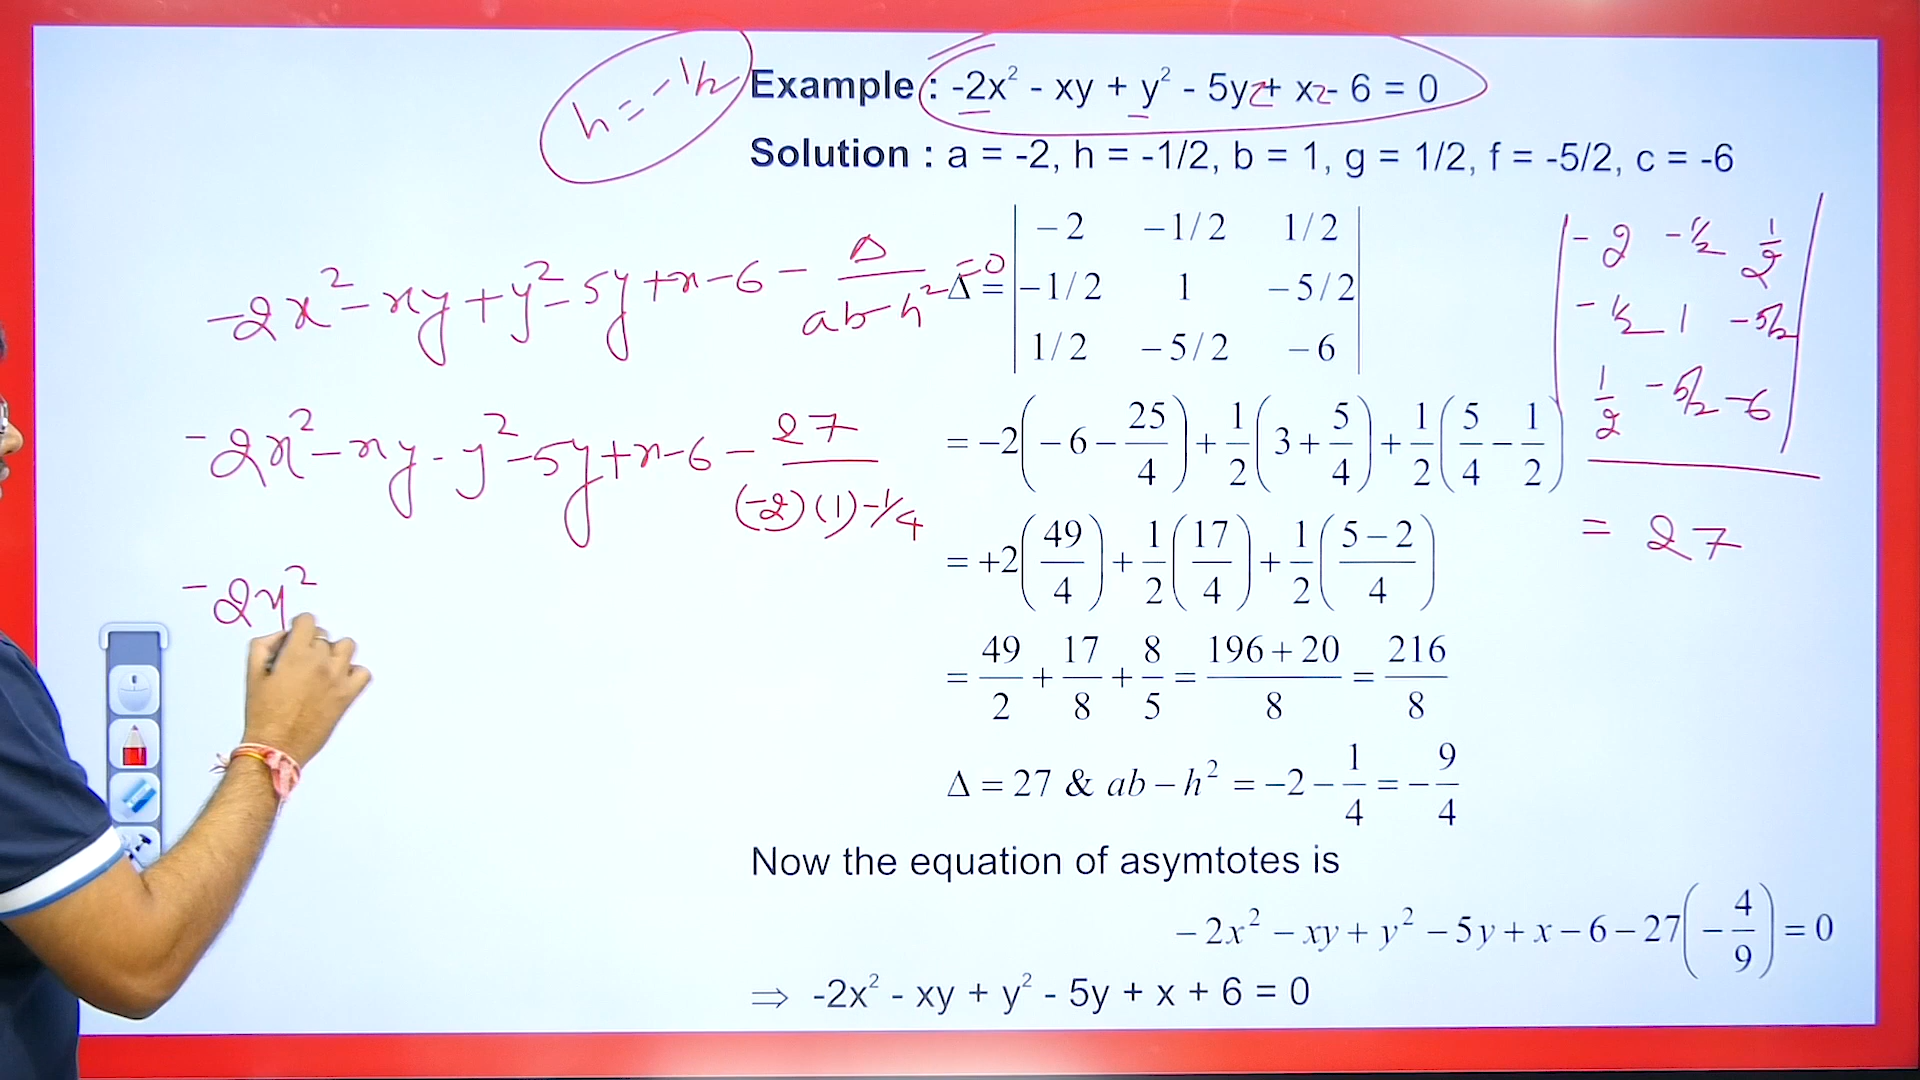 h = -1/2
Example : -2x² - xy + y² - 5y + x - 6 = 0
2 2
Solution : a = -2, h = -1/2, b = 1, g = 1/2, f = -5/2, c = -6
-2x² - xy + y² - 5y + x - 6 - Δ/(ab-h²) = 0
Δ = | -2 -1/2 1/2 |
| -1/2 1 -5/2 |
| 1/2 -5/2 -6 |
| -2 -1/2 1/2 |
| -1/2 1 -5/2 |
| 1/2 -5/2 -6 |
= 27
-2x² - xy - y² - 5y + x - 6 - 27/((-2)(1)-1/4)
-2x²
= -2(-6 - 25/4) + 1/2(3 + 5/4) + 1/2(5/4 - 1/2)
= +2(49/4) + 1/2(17/4) + 1/2((5-2)/4)
= 49/2 + 17/8 + 8/5 = (196+20)/8 = 216/8
Δ = 27 & ab - h² = -2 - 1/4 = -9/4
Now the equation of asymtotes is
-2x² - xy + y² - 5y + x - 6 - 27(-4/9) = 0
⇒ -2x² - xy + y² - 5y + x + 6 = 0